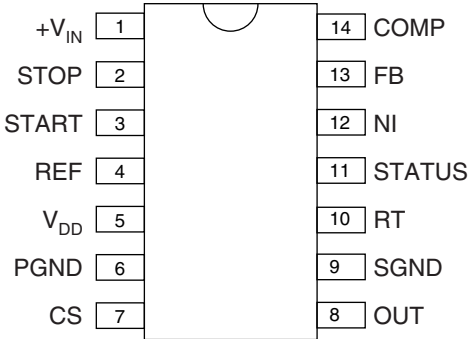 +VIN 1 14 COMP
STOP 2 13 FB
START 3 12 NI
REF 4 11 STATUS
VDD 5 10 RT
PGND 6 9 SGND
CS 7 8 OUT